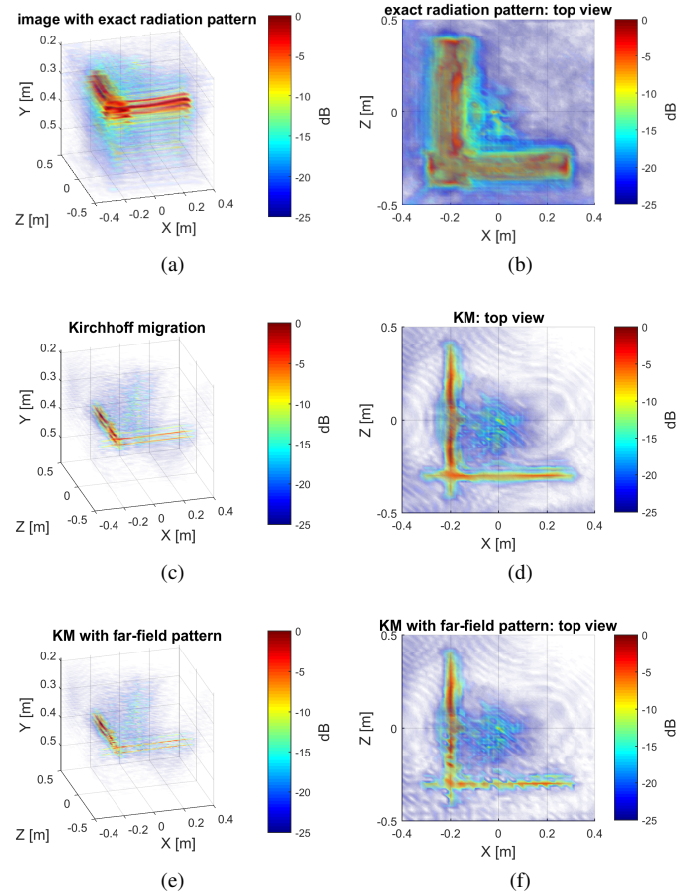 image with exact radiation pattern
0.2
0.3
0.4
0.5
Y [m]
0.5
0
-0.5
Z [m]
-0.4
-0.2
0
0.2
0.4
X [m]
0
-5
-10
-15
-20
-25
dB
(a)
exact radiation pattern: top view
0.5
0
-0.5
Z [m]
-0.4
-0.2
0
0.2
0.4
X [m]
0
-5
-10
-15
-20
-25
dB
(b)
Kirchhoff migration
0.2
0.3
0.4
0.5
Y [m]
0.5
0
-0.5
Z [m]
-0.4
-0.2
0
0.2
0.4
X [m]
0
-5
-10
-15
-20
-25
dB
(c)
KM: top view
0.5
0
-0.5
Z [m]
-0.4
-0.2
0
0.2
0.4
X [m]
0
-5
-10
-15
-20
-25
dB
(d)
KM with far-field pattern
0.2
0.3
0.4
0.5
Y [m]
0.5
0
-0.5
Z [m]
-0.4
-0.2
0
0.2
0.4
X [m]
0
-5
-10
-15
-20
-25
dB
(e)
KM with far-field pattern: top view
0.5
0
-0.5
Z [m]
-0.4
-0.2
0
0.2
0.4
X [m]
0
-5
-10
-15
-20
-25
dB
(f)